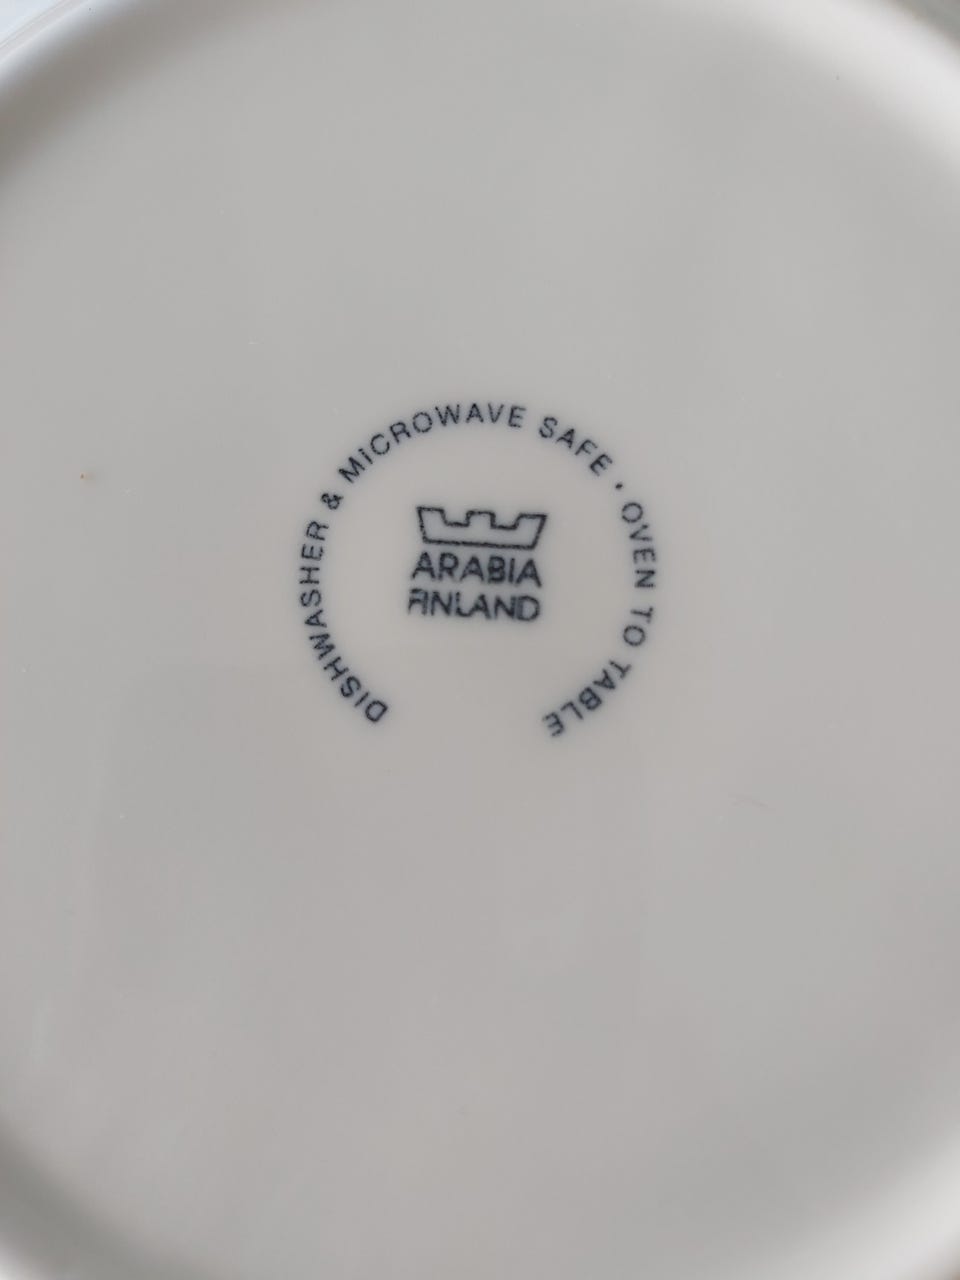 DISHWASHER & MiCROWAVE SAFE · OVEN TO TABLE
ARABIA
FINLAND